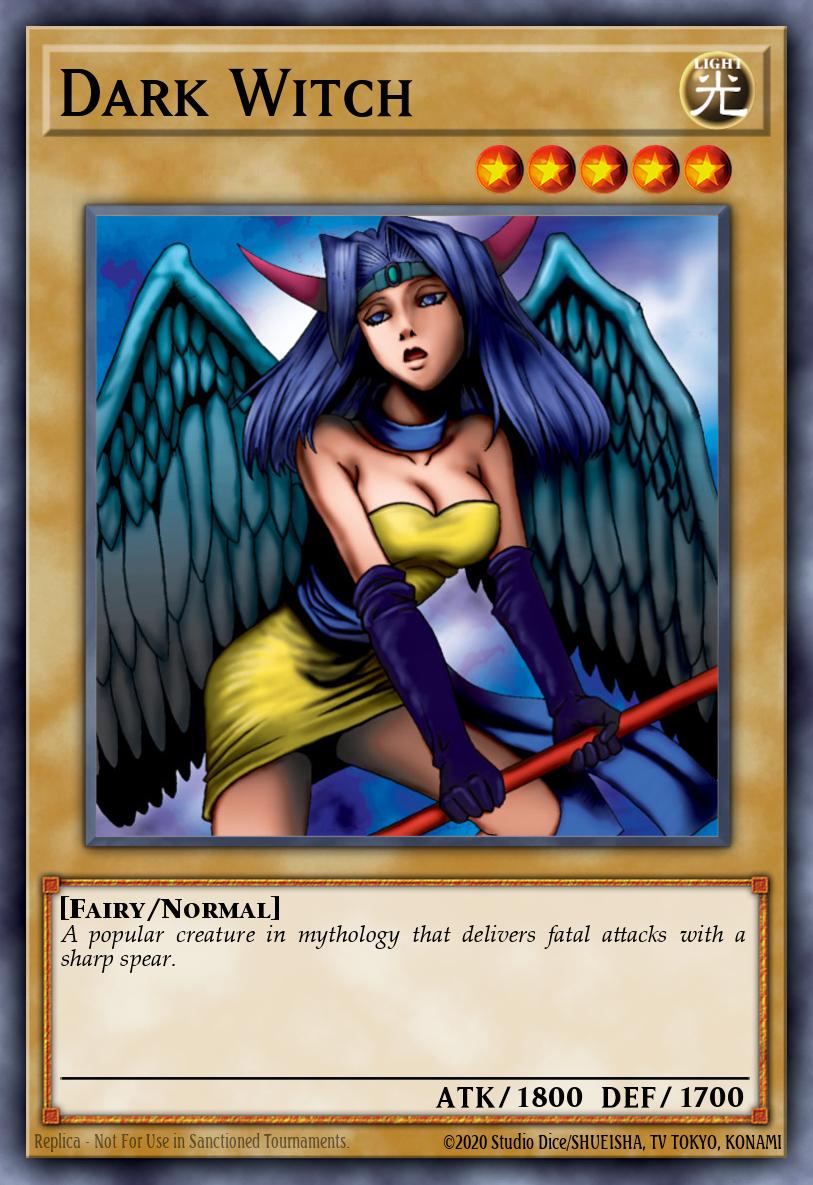 Dark Witch
LIGHT
光
[Fairy/Normal]
A popular creature in mythology that delivers fatal attacks with a
sharp spear.
ATK/1800 DEF/1700
Replica - Not For Use in Sanctioned Tournaments.
©2020 Studio Dice/SHUEISHA, TV TOKYO, KONAMI